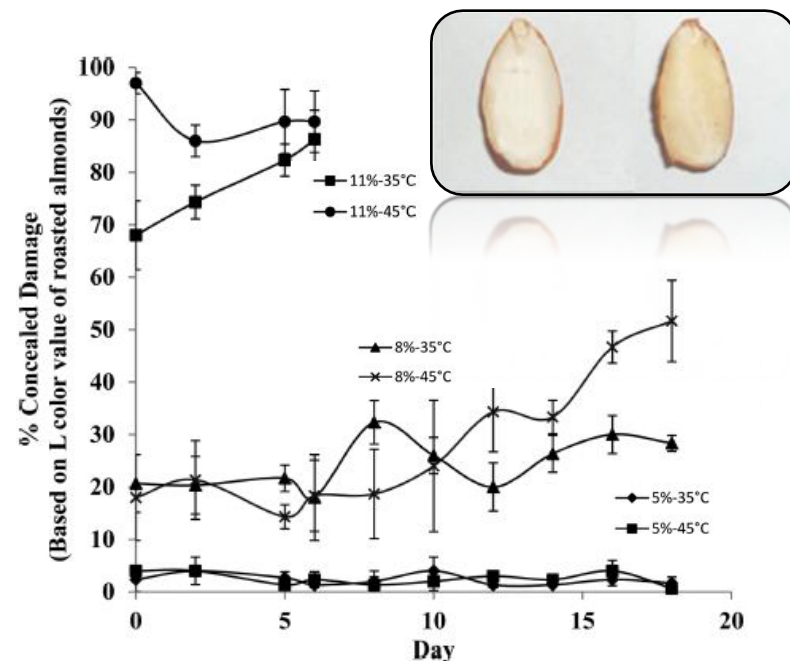 % Concealed Damage
(Based on L color value of roasted almonds)
100
90
80
70
60
50
40
30
20
10
0
11%-35°C
11%-45°C
8%-35°C
8%-45°C
5%-35°C
5%-45°C
0 5 10 15 20
Day